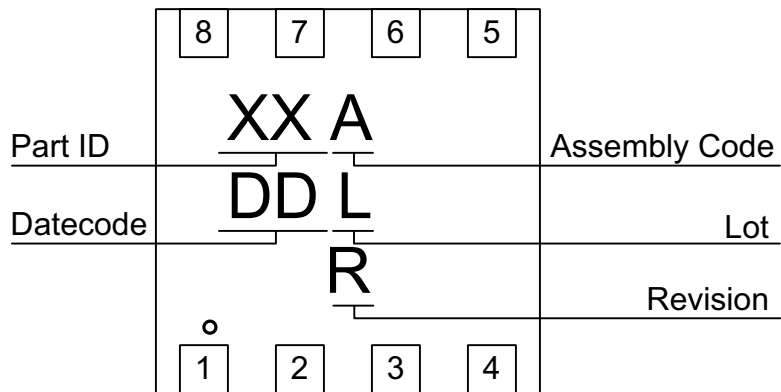 8 7 6 5
XX A
Part ID Assembly Code
DD L
Datecode Lot
R
Revision
1 2 3 4